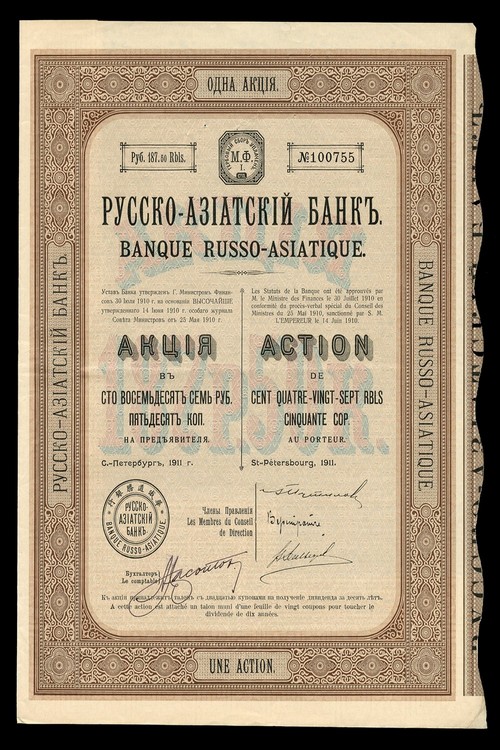 ОДНА АКЦІЯ.
Руб. 187.50 Rbls.
М.Ф.
№100755
РУССКО-АЗІАТСКІЙ БАНКЪ.
BANQUE RUSSO-ASIATIQUE.
Уставъ Банка утвержденъ Г. Министромъ Финан-
совъ 30 Іюля 1910 г. на основаніи ВЫСОЧАЙШЕ
утвержденнаго 14 Іюня 1910 г. особаго журнала
Совѣта Министровъ отъ 25 Мая 1910 г.
Les Statuts de la Banque ont été approuvés par
M. le Ministre des Finances le 30 Juillet 1910 en
conformité du procès-verbal spécial du Conseil des
Ministres du 25 Mai 1910, sanctionné par S. M.
L'EMPEREUR le 14 Juin 1910.
АКЦІЯ
ВЪ
СТО ВОСЕМЬДЕСЯТЪ СЕМЬ РУБ.
ПЯТЬДЕСЯТЪ КОП.
НА ПРЕДЪЯВИТЕЛЯ.
С.-Петербургъ, 1911 г.
ACTION
DE
CENT QUATRE-VINGT-SEPT RBLS
CINQUANTE COP.
AU PORTEUR.
St-Pétersbourg, 1911.
РУССКО-
АЗІАТСКІЙ
БАНКЪ.
BANQUE RUSSO-ASIATIQUE.
Члены Правленія
Les Membres du Conseil
de Direction
Бухгалтеръ
Le comptable
Къ акціи принадлежитъ талонъ съ двадцатью купонами на полученіе дивиденда за десять лѣтъ.
A cette action est attaché un talon muni d'une feuille de vingt coupons pour toucher le
dividende de dix années.
UNE ACTION.
РУССКО-АЗІАТСКІЙ БАНКЪ.
BANQUE RUSSO-ASIATIQUE